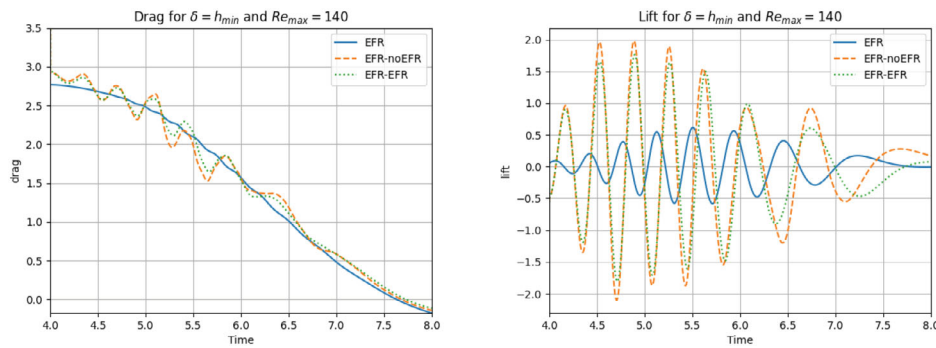 Drag for δ = h_min and Re_max = 140
3.5
3.0
2.5
2.0
1.5
1.0
0.5
0.0
drag
4.0 4.5 5.0 5.5 6.0 6.5 7.0 7.5 8.0
Time
EFR
EFR-noEFR
EFR-EFR
Lift for δ = h_min and Re_max = 140
2.0
1.5
1.0
0.5
0.0
−0.5
−1.0
−1.5
−2.0
lift
4.0 4.5 5.0 5.5 6.0 6.5 7.0 7.5 8.0
Time
EFR
EFR-noEFR
EFR-EFR